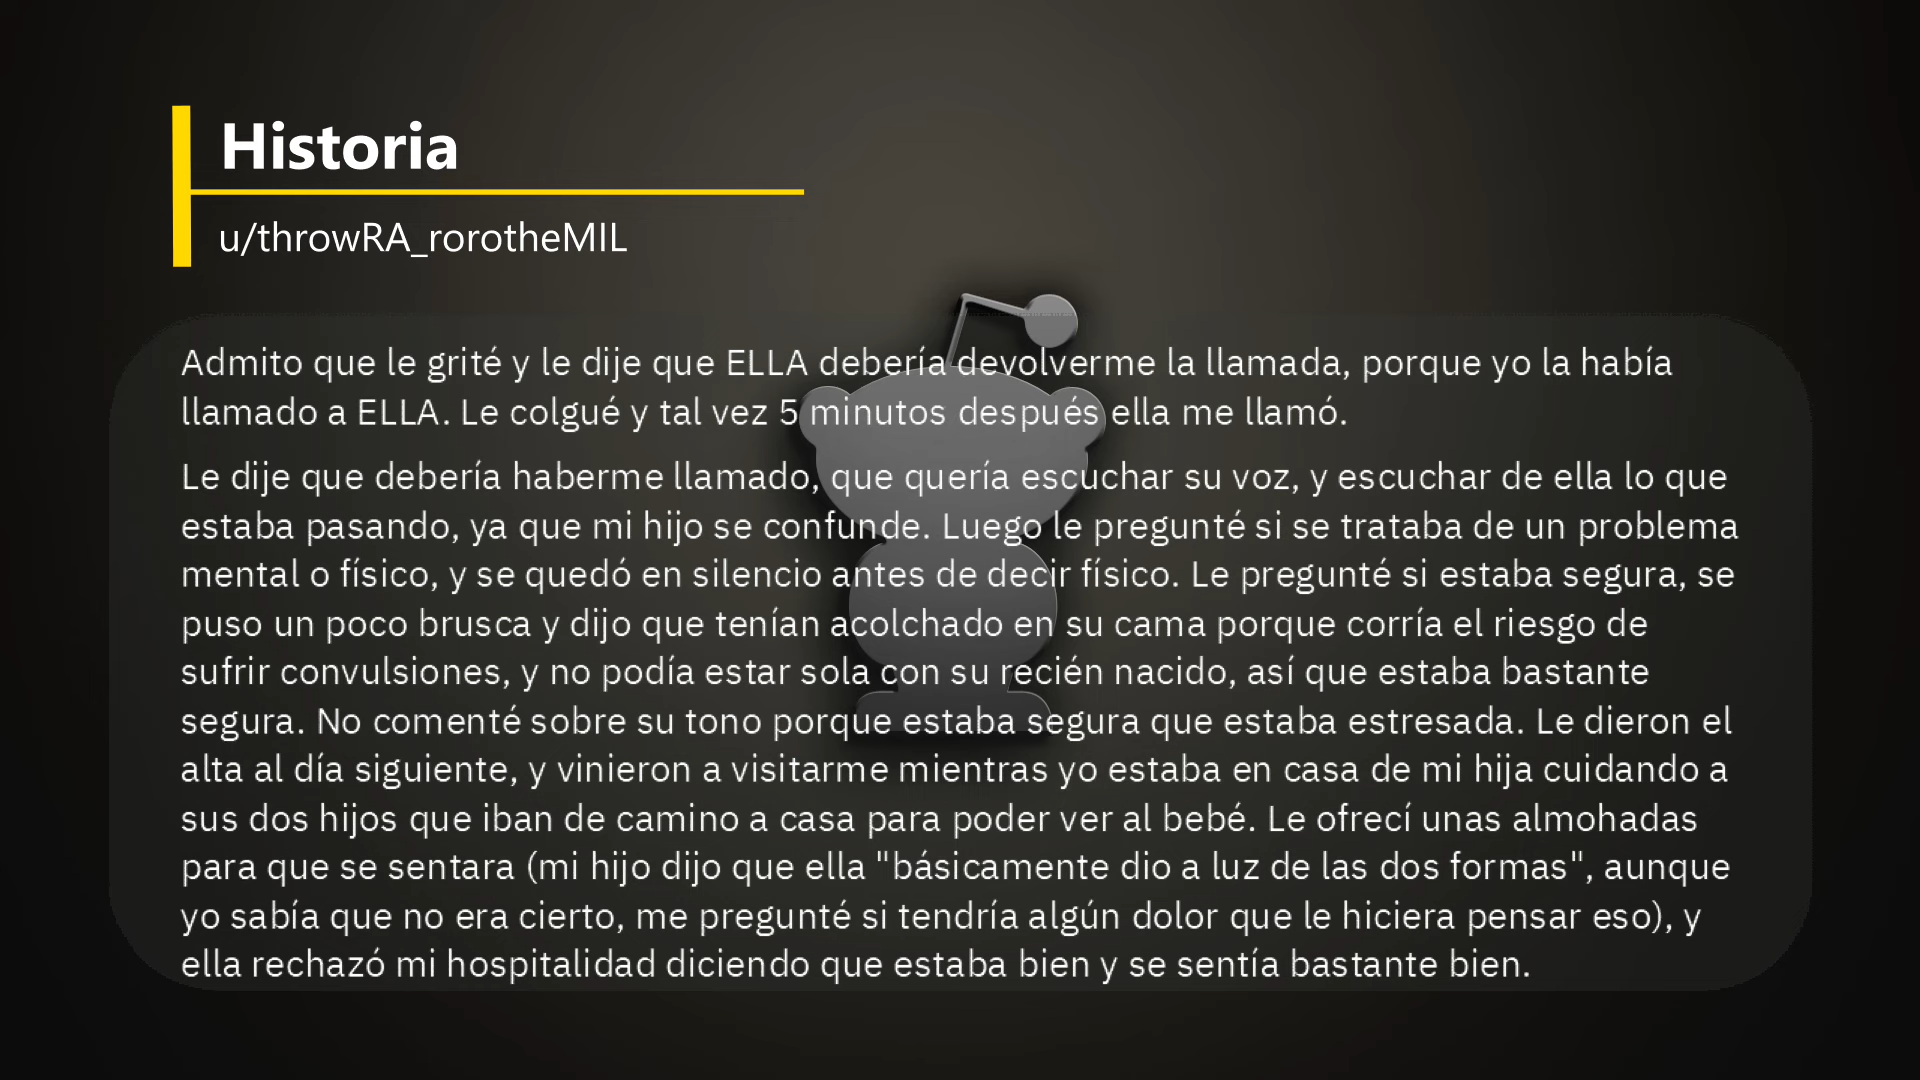 Historia
u/throwRA_rorotheMIL
Admito que le grité y le dije que ELLA debería devolverme la llamada, porque yo la había
llamado a ELLA. Le colgué y tal vez 5 minutos después ella me llamó.
Le dije que debería haberme llamado, que quería escuchar su voz, y escuchar de ella lo que
estaba pasando, ya que mi hijo se confunde. Luego le pregunté si se trataba de un problema
mental o físico, y se quedó en silencio antes de decir físico. Le pregunté si estaba segura, se
puso un poco brusca y dijo que tenían acolchado en su cama porque corría el riesgo de
sufrir convulsiones, y no podía estar sola con su recién nacido, así que estaba bastante
segura. No comenté sobre su tono porque estaba segura que estaba estresada. Le dieron el
alta al día siguiente, y vinieron a visitarme mientras yo estaba en casa de mi hija cuidando a
sus dos hijos que iban de camino a casa para poder ver al bebé. Le ofrecí unas almohadas
para que se sentara (mi hijo dijo que ella "básicamente dio a luz de las dos formas", aunque
yo sabía que no era cierto, me pregunté si tendría algún dolor que le hiciera pensar eso), y
ella rechazó mi hospitalidad diciendo que estaba bien y se sentía bastante bien.